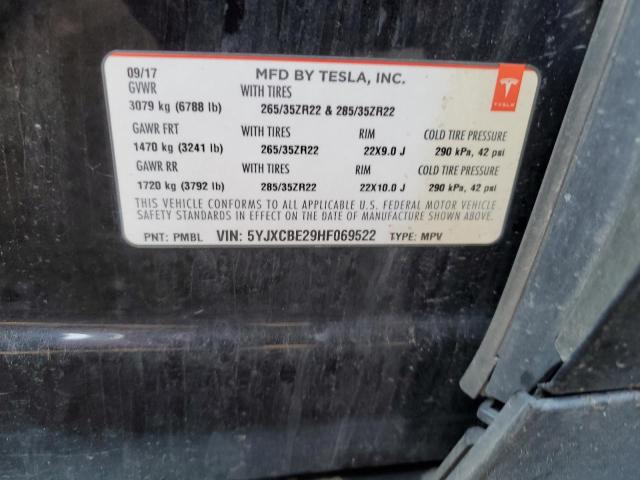 09/17 MFD BY TESLA, INC.
GVWR WITH TIRES
3079 kg (6788 lb) 265/35ZR22 & 285/35ZR22
TESLA
GAWR FRT WITH TIRES RIM COLD TIRE PRESSURE
1470 kg (3241 lb) 265/35ZR22 22X9.0 J 290 kPa, 42 psi
GAWR RR WITH TIRES RIM COLD TIRE PRESSURE
1720 kg (3792 lb) 285/35ZR22 22X10.0 J 290 kPa, 42 psi
THIS VEHICLE CONFORMS TO ALL APPLICABLE U.S. FEDERAL MOTOR VEHICLE
SAFETY STANDARDS IN EFFECT ON DATE OF MANUFACTURE SHOWN ABOVE.
PNT: PMBL VIN: 5YJXCBE29HF069522 TYPE: MPV